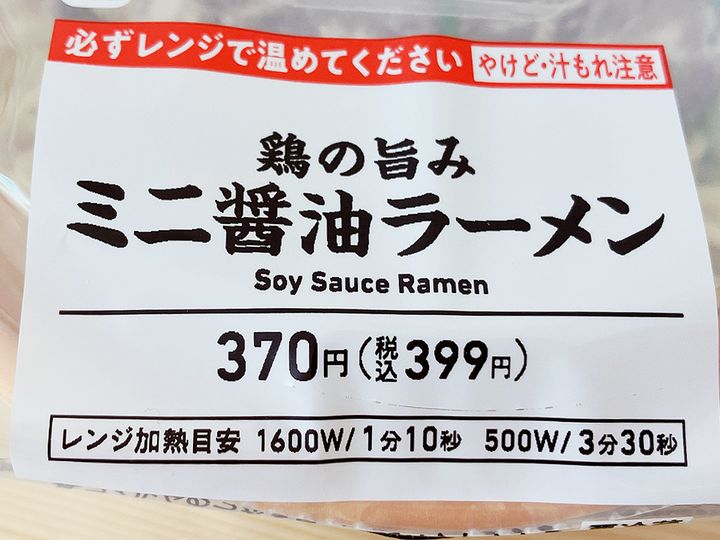 必ずレンジで温めてください やけど・汁もれ注意
鶏の旨み
ミニ醤油ラーメン
Soy Sauce Ramen
370円(税込399円)
レンジ加熱目安 1600W/1分10秒 500W/3分30秒